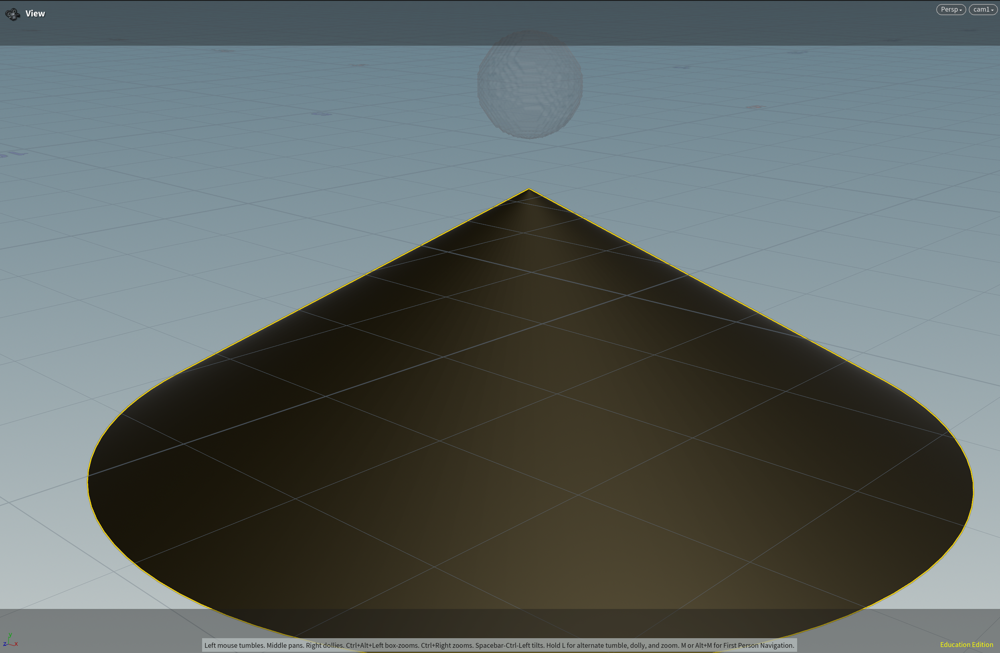 View
Persp
cam1
y
z x
Left mouse tumbles. Middle pans. Right dollies. Ctrl+Alt+Left box-zooms. Ctrl+Right zooms. Spacebar-Ctrl-Left tilts. Hold L for alternate tumble, dolly, and zoom. M or Alt+M for First Person Navigation.
Education Edition